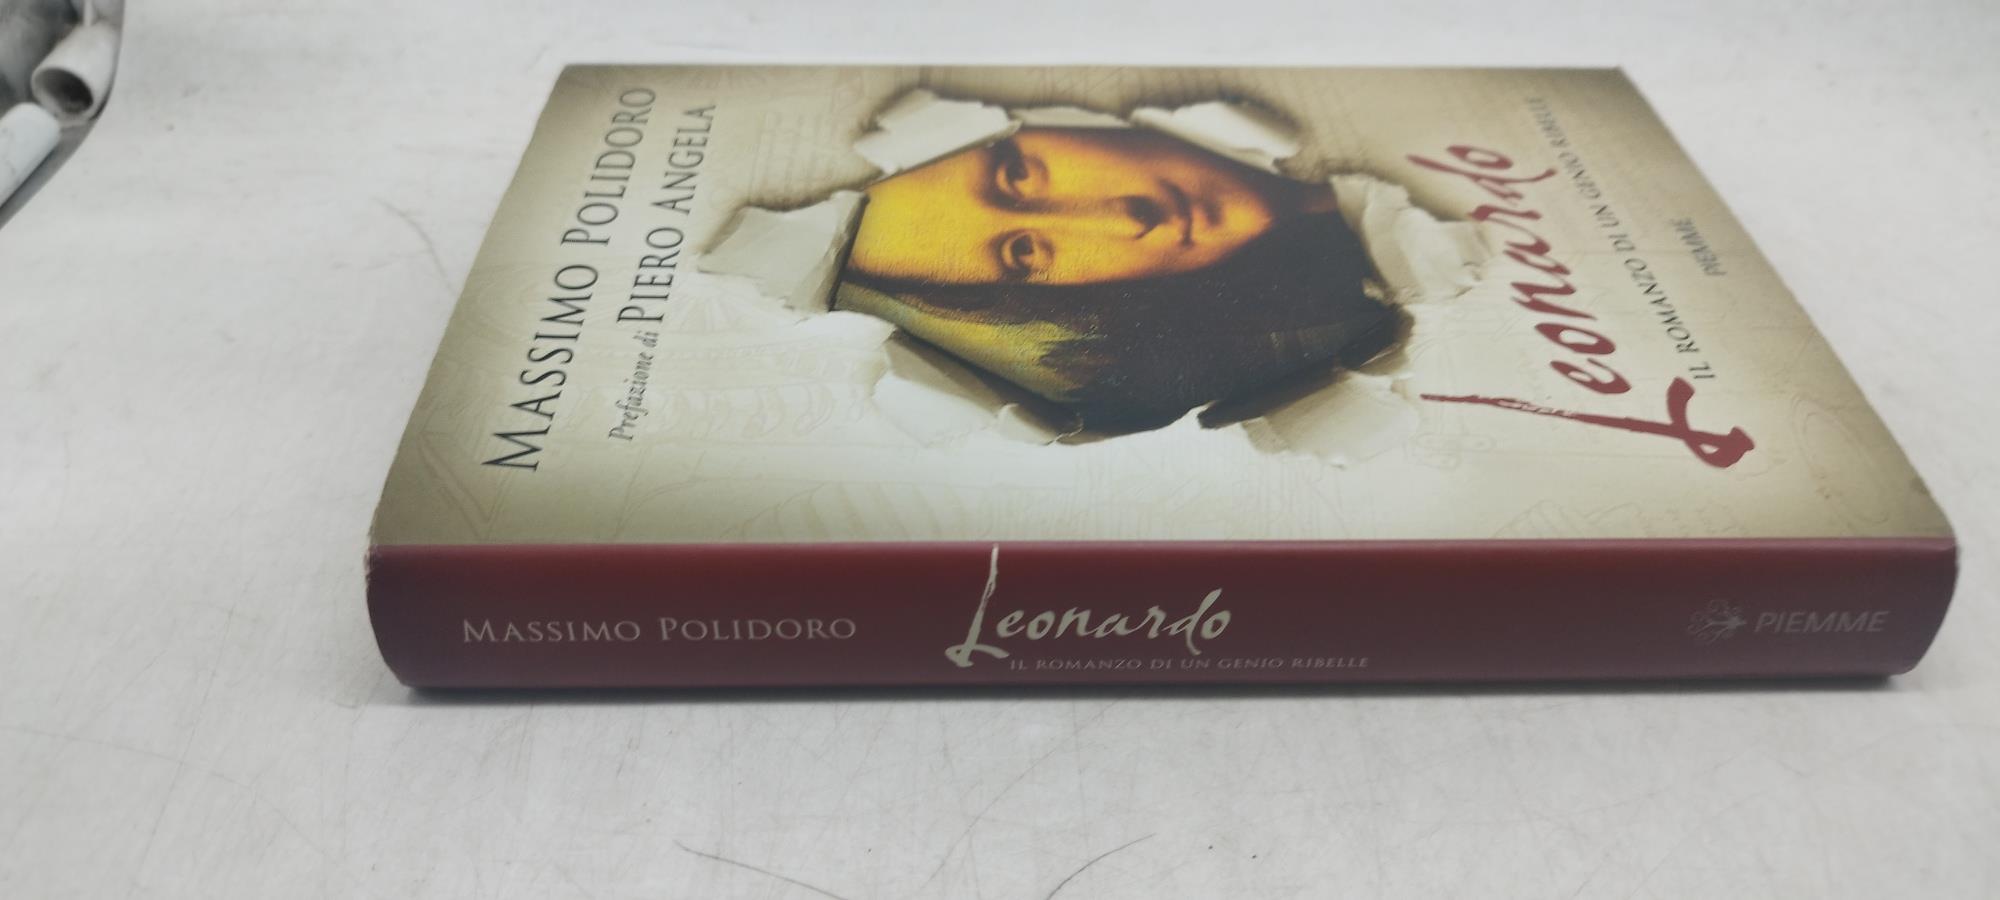 MASSIMO POLIDORO
Prefazione di PIERO ANGELA
Leonardo
IL ROMANZO DI UN GENIO RIBELLE
PIEMME
MASSIMO POLIDORO
Leonardo
IL ROMANZO DI UN GENIO RIBELLE
PIEMME